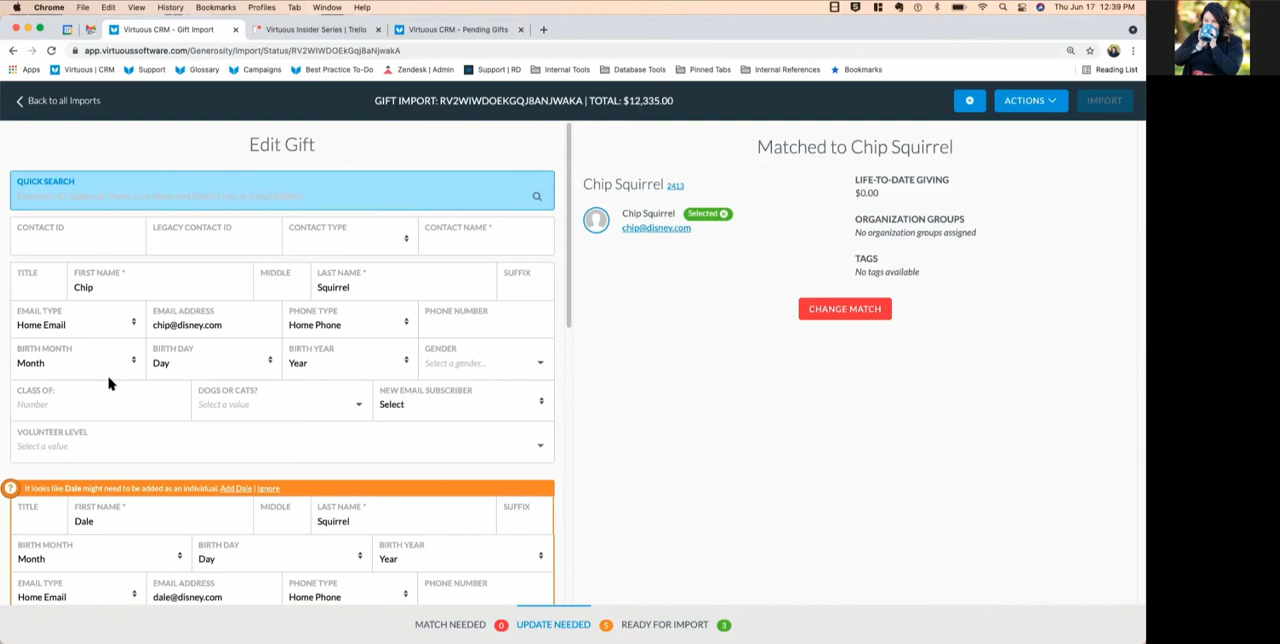 Chrome File Edit View History Bookmarks Profiles Tab Window Help Thu Jun 17 12:39 PM
Virtuous CRM - Gift Import Virtuous Insider Series | Trello Virtuous CRM - Pending Gifts
app.virtuoussoftware.com/Generosity/Import/Status/RV2WIWDOEkGqj8aNjwakA
Apps Virtuous | CRM Support Glossary Campaigns Best Practice To-Do Zendesk | Admin Support | RD Internal Tools Database Tools Pinned Tabs Internal References Bookmarks Reading List
Back to all Imports GIFT IMPORT: RV2WIWDOEKGQJ8ANJWAKA | TOTAL: $12,335.00 ACTIONS IMPORT
Edit Gift
QUICK SEARCH
CONTACT ID LEGACY CONTACT ID CONTACT TYPE CONTACT NAME *
TITLE FIRST NAME * MIDDLE LAST NAME * SUFFIX
Chip Squirrel
EMAIL TYPE EMAIL ADDRESS PHONE TYPE PHONE NUMBER
Home Email chip@disney.com Home Phone
BIRTH MONTH BIRTH DAY BIRTH YEAR GENDER
Month Day Year Select a gender...
CLASS OF: DOGS OR CATS? NEW EMAIL SUBSCRIBER
Number Select a value Select
VOLUNTEER LEVEL
Select a value
? It looks like Dale might need to be added as an individual. Add Dale | Ignore
TITLE FIRST NAME * MIDDLE LAST NAME * SUFFIX
Dale Squirrel
BIRTH MONTH BIRTH DAY BIRTH YEAR
Month Day Year
EMAIL TYPE EMAIL ADDRESS PHONE TYPE PHONE NUMBER
Home Email dale@disney.com Home Phone
Matched to Chip Squirrel
Chip Squirrel 2413
Chip Squirrel Selected
chip@disney.com
LIFE-TO-DATE GIVING
$0.00
ORGANIZATION GROUPS
No organization groups assigned
TAGS
No tags available
CHANGE MATCH
MATCH NEEDED 0 UPDATE NEEDED 5 READY FOR IMPORT 3